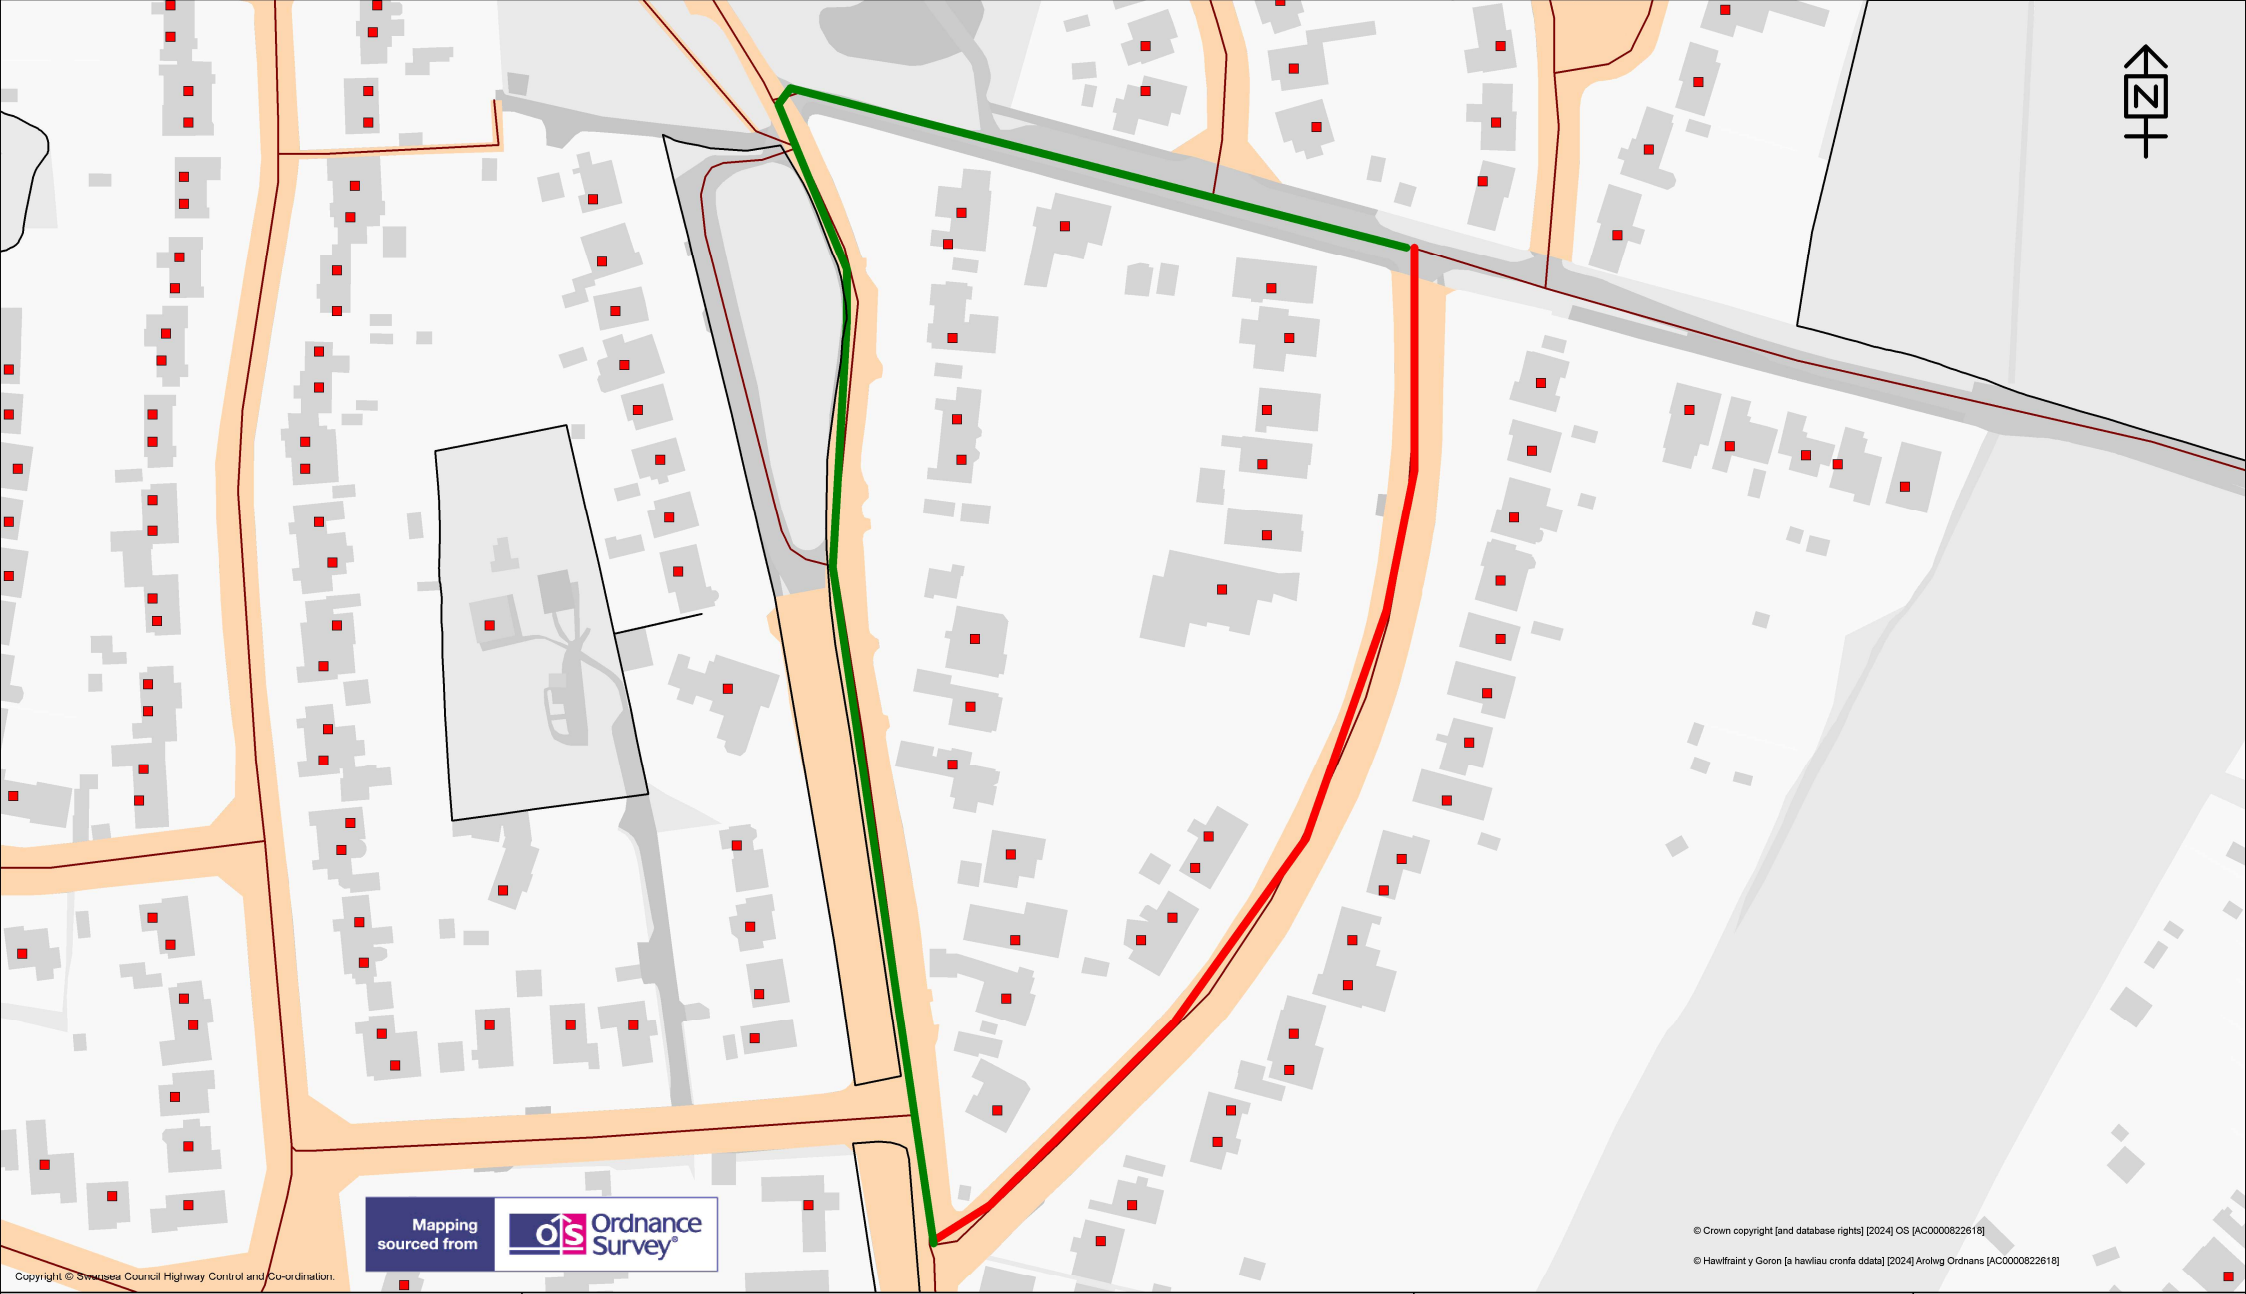 N
Mapping
sourced from
OS
Ordnance
Survey®
© Crown copyright [and database rights] [2024] OS [AC0000822618]
© Hawlfraint y Goron [a hawliau cronfa ddata] [2024] Arolwg Ordnans [AC0000822618]
Copyright © Swansea Council Highway Control and Co-ordination.